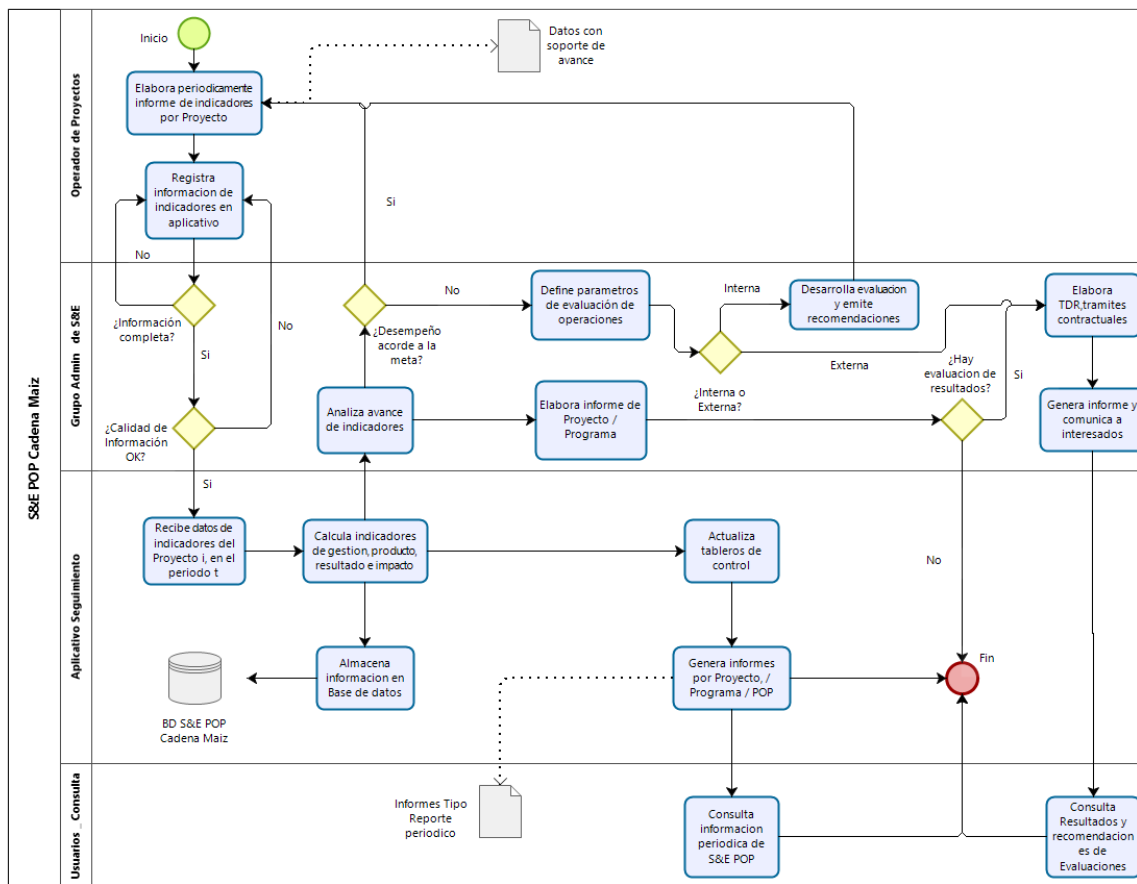 S&E POP Cadena Maiz
Operador de Proyectos
Inicio
Datos con
soporte de
avance
Elabora periodicamente
informe de indicadores
por Proyecto
Registra
informacion de
indicadores en
aplicativo
No
Si
Grupo Admin de S&E
¿Información
completa?
Si
No
¿Calidad de
Información
OK?
Si
¿Desempeño
acorde a la
meta?
No
Define parametros
de evaluación de
operaciones
Interna
Desarrolla evaluacion
y emite
recomendaciones
¿Interna o
Externa?
Externa
¿Hay
evaluacion de
resultados?
Si
Elabora
TDR,tramites
contractuales
Analiza avance
de indicadores
Elabora informe de
Proyecto /
Programa
Genera informe y
comunica a
interesados
Aplicativo Seguimiento
Recibe datos de
indicadores del
Proyecto i, en el
periodo t
Calcula indicadores
de gestion, producto,
resultado e impacto
Actualiza
tableros de
control
No
Almacena
informacion en
Base de datos
BD S&E POP
Cadena Maiz
Genera informes
por Proyecto, /
Programa / POP
Fin
Usuarios _ Consulta
Informes Tipo
Reporte
periodico
Consulta
informacion
periodica de
S&E POP
Consulta
Resultados y
recomendacion
es de
Evaluaciones